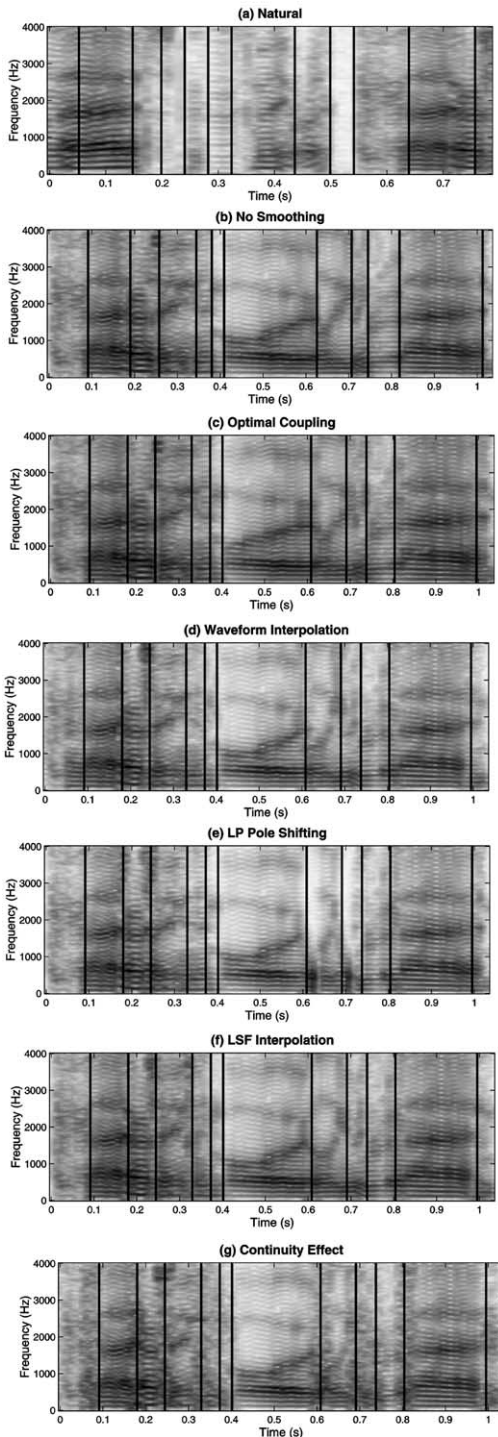 (a) Natural
4000
3000
2000
1000
0
Frequency (Hz)
0 0.1 0.2 0.3 0.4 0.5 0.6 0.7
Time (s)
(b) No Smoothing
4000
3000
2000
1000
0
Frequency (Hz)
0 0.1 0.2 0.3 0.4 0.5 0.6 0.7 0.8 0.9 1
Time (s)
(c) Optimal Coupling
4000
3000
2000
1000
0
Frequency (Hz)
0 0.1 0.2 0.3 0.4 0.5 0.6 0.7 0.8 0.9 1
Time (s)
(d) Waveform Interpolation
4000
3000
2000
1000
0
Frequency (Hz)
0 0.1 0.2 0.3 0.4 0.5 0.6 0.7 0.8 0.9 1
Time (s)
(e) LP Pole Shifting
4000
3000
2000
1000
0
Frequency (Hz)
0 0.1 0.2 0.3 0.4 0.5 0.6 0.7 0.8 0.9 1
Time (s)
(f) LSF Interpolation
4000
3000
2000
1000
0
Frequency (Hz)
0 0.1 0.2 0.3 0.4 0.5 0.6 0.7 0.8 0.9 1
Time (s)
(g) Continuity Effect
4000
3000
2000
1000
0
Frequency (Hz)
0 0.1 0.2 0.3 0.4 0.5 0.6 0.7 0.8 0.9 1
Time (s)